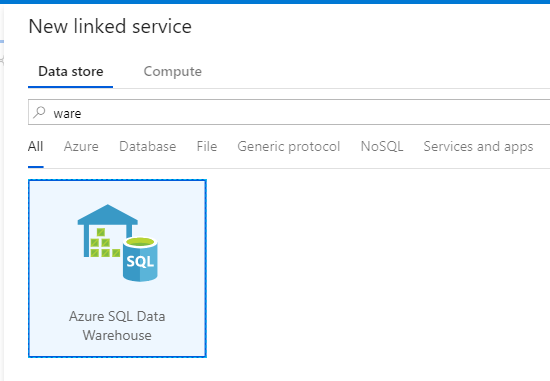 New linked service
Data store Compute
ware
All Azure Database File Generic protocol NoSQL Services and apps
SQL
Azure SQL Data
Warehouse